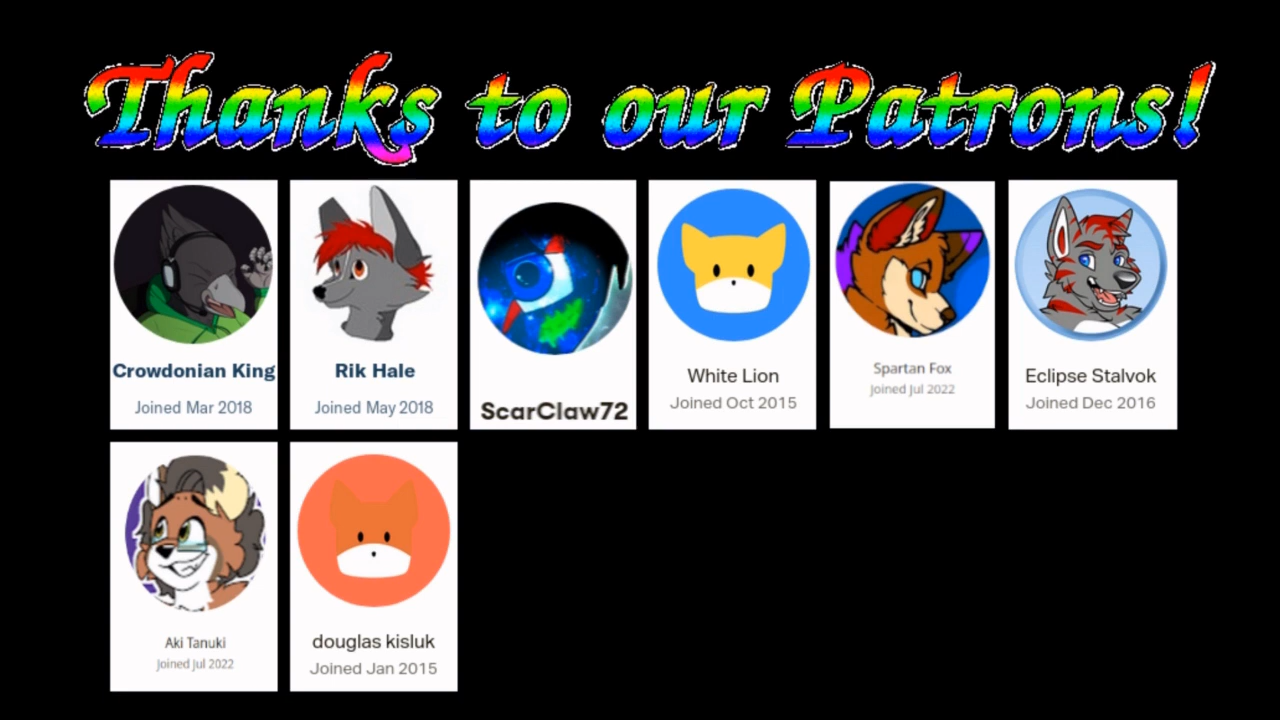 Thanks to our Patrons!
Crowdonian King
Joined Mar 2018
Rik Hale
Joined May 2018
ScarClaw72
White Lion
Joined Oct 2015
Spartan Fox
Joined Jul 2022
Eclipse Stalvok
Joined Dec 2016
Aki Tanuki
Joined Jul 2022
douglas kisluk
Joined Jan 2015